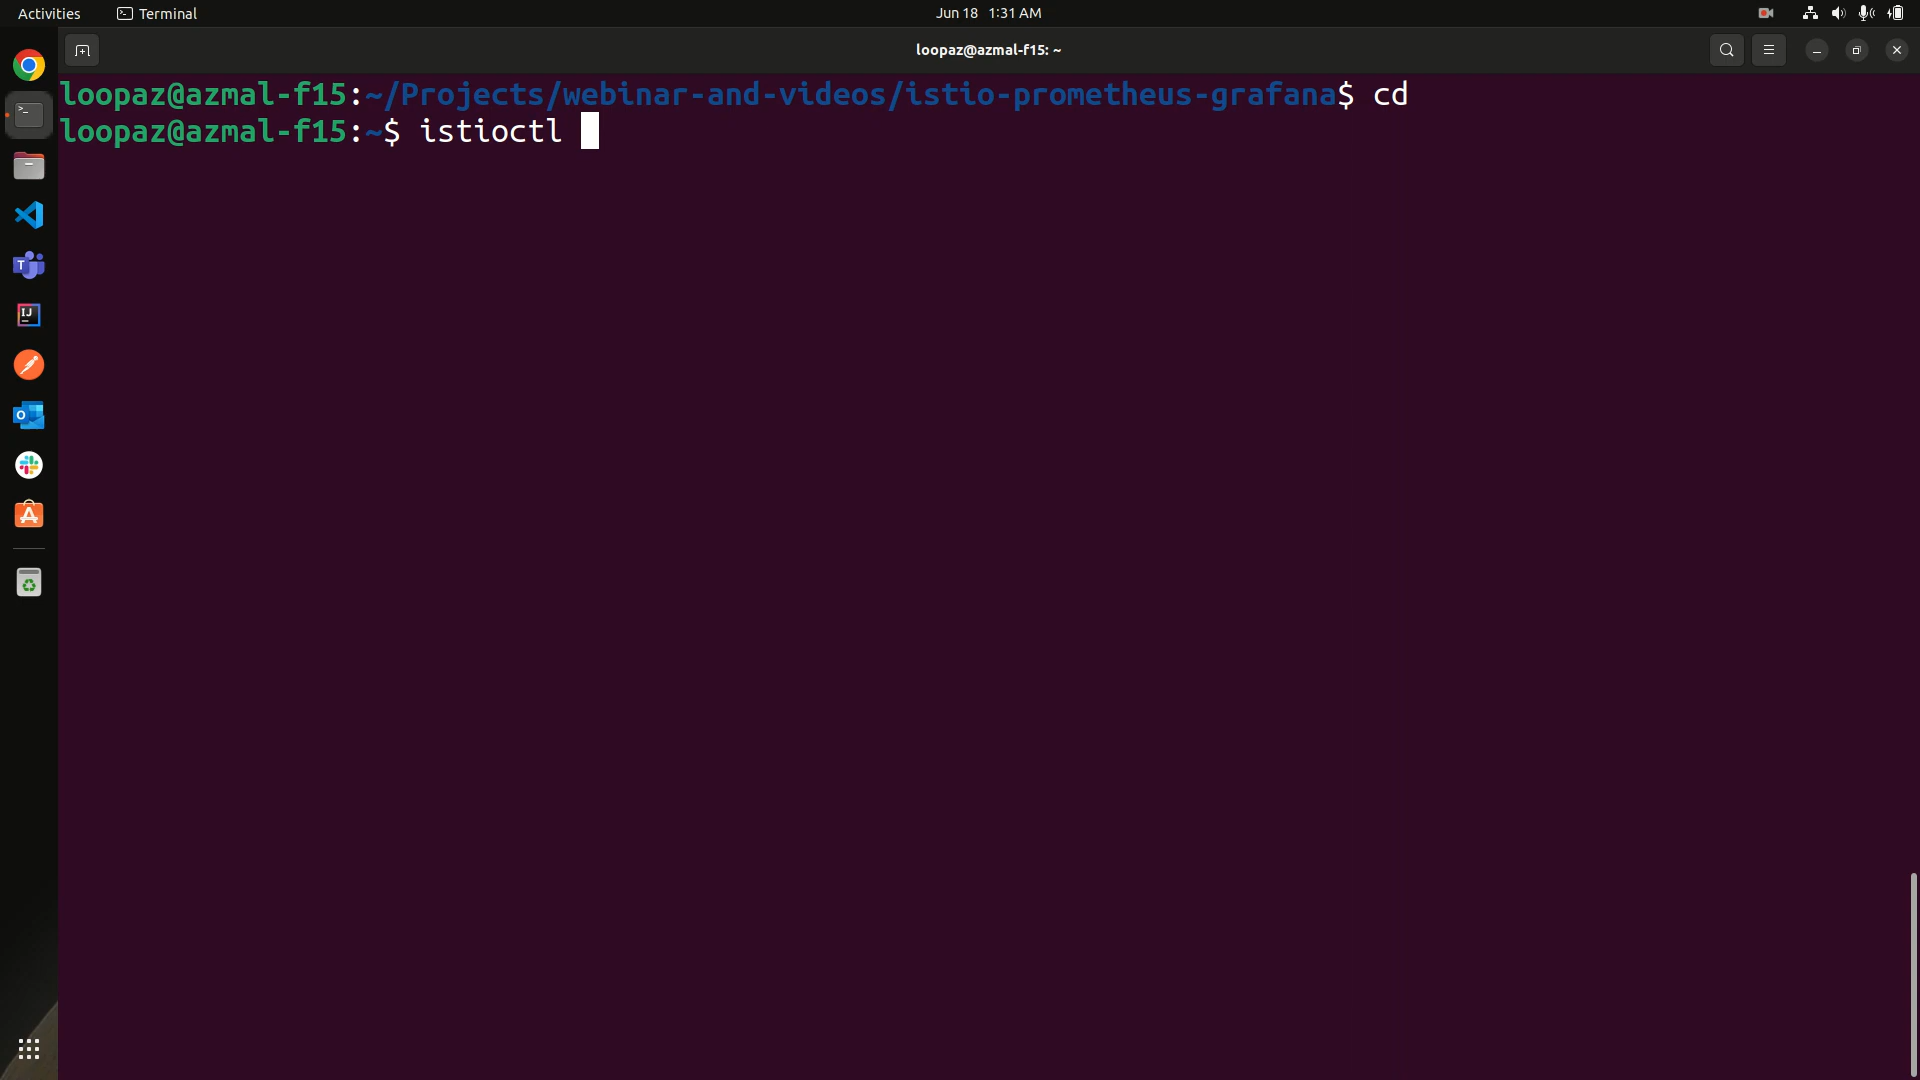 Activities
Terminal
Jun 18 1:31 AM
loopaz@azmal-f15: ~
loopaz@azmal-f15:~/Projects/webinar-and-videos/istio-prometheus-grafana$ cd
loopaz@azmal-f15:~$ istioctl